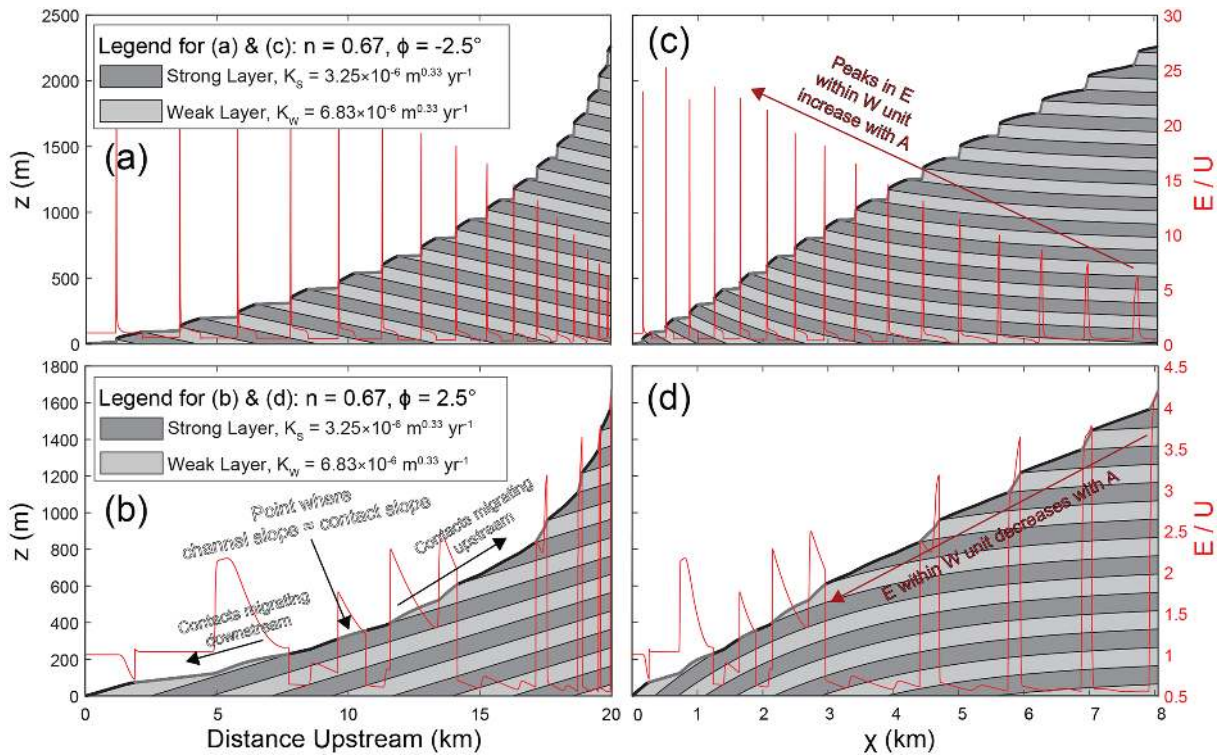 2500
2000
1500
1000
500
0
z (m)
Legend for (a) & (c): n = 0.67, ϕ = -2.5°
Strong Layer, K_S = 3.25×10⁻⁶ m^0.33 yr⁻¹
Weak Layer, K_W = 6.83×10⁻⁶ m^0.33 yr⁻¹
(a)
(c)
Peaks in E
within W unit
increase with A
30
25
20
15
10
5
0
E / U
1800
1600
1400
1200
1000
800
600
400
200
0
z (m)
Legend for (b) & (d): n = 0.67, ϕ = 2.5°
Strong Layer, K_S = 3.25×10⁻⁶ m^0.33 yr⁻¹
Weak Layer, K_W = 6.83×10⁻⁶ m^0.33 yr⁻¹
(b)
Point where
channel slope ≈ contact slope
Contacts migrating
upstream
Contacts migrating
downstream
0 5 10 15 20
Distance Upstream (km)
(d)
E within W unit decreases with A
4.5
4
3.5
3
2.5
2
1.5
1
0.5
E / U
0 1 2 3 4 5 6 7 8
χ (km)